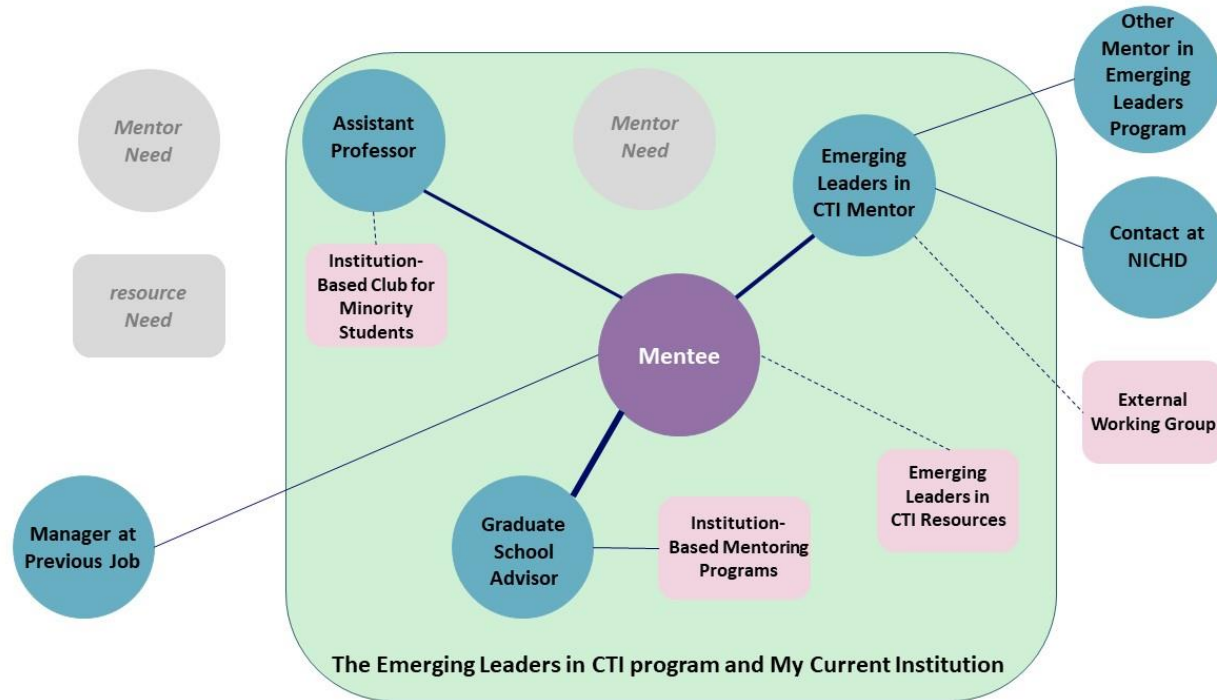 Other
Mentor in
Emerging
Leaders
Program
Mentor
Need
Assistant
Professor
Mentor
Need
Emerging
Leaders in
CTI Mentor
Contact at
NICHD
resource
Need
Institution-
Based Club for
Minority
Students
Mentee
External
Working Group
Emerging
Leaders in
CTI Resources
Manager at
Previous Job
Graduate
School
Advisor
Institution-
Based Mentoring
Programs
The Emerging Leaders in CTI program and My Current Institution